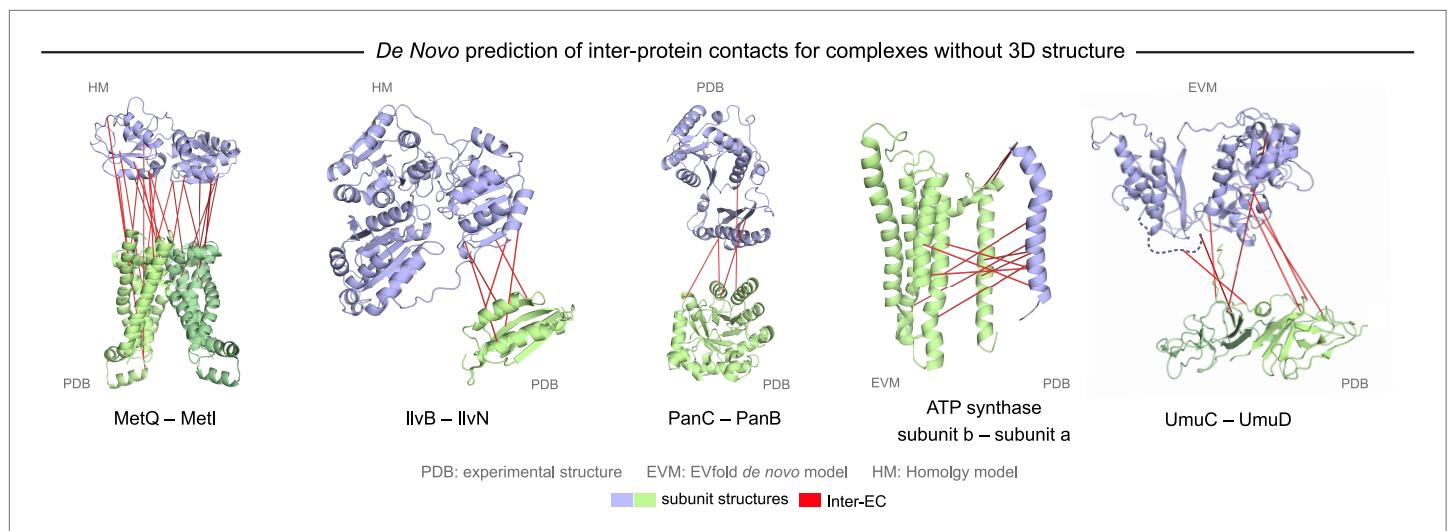 De Novo prediction of inter-protein contacts for complexes without 3D structure
HM
HM
PDB
EVM
PDB
PDB
PDB
EVM
PDB
PDB
MetQ – MetI
IlvB – IlvN
PanC – PanB
ATP synthase
subunit b – subunit a
UmuC – UmuD
PDB: experimental structure EVM: EVfold de novo model HM: Homolgy model
subunit structures Inter-EC